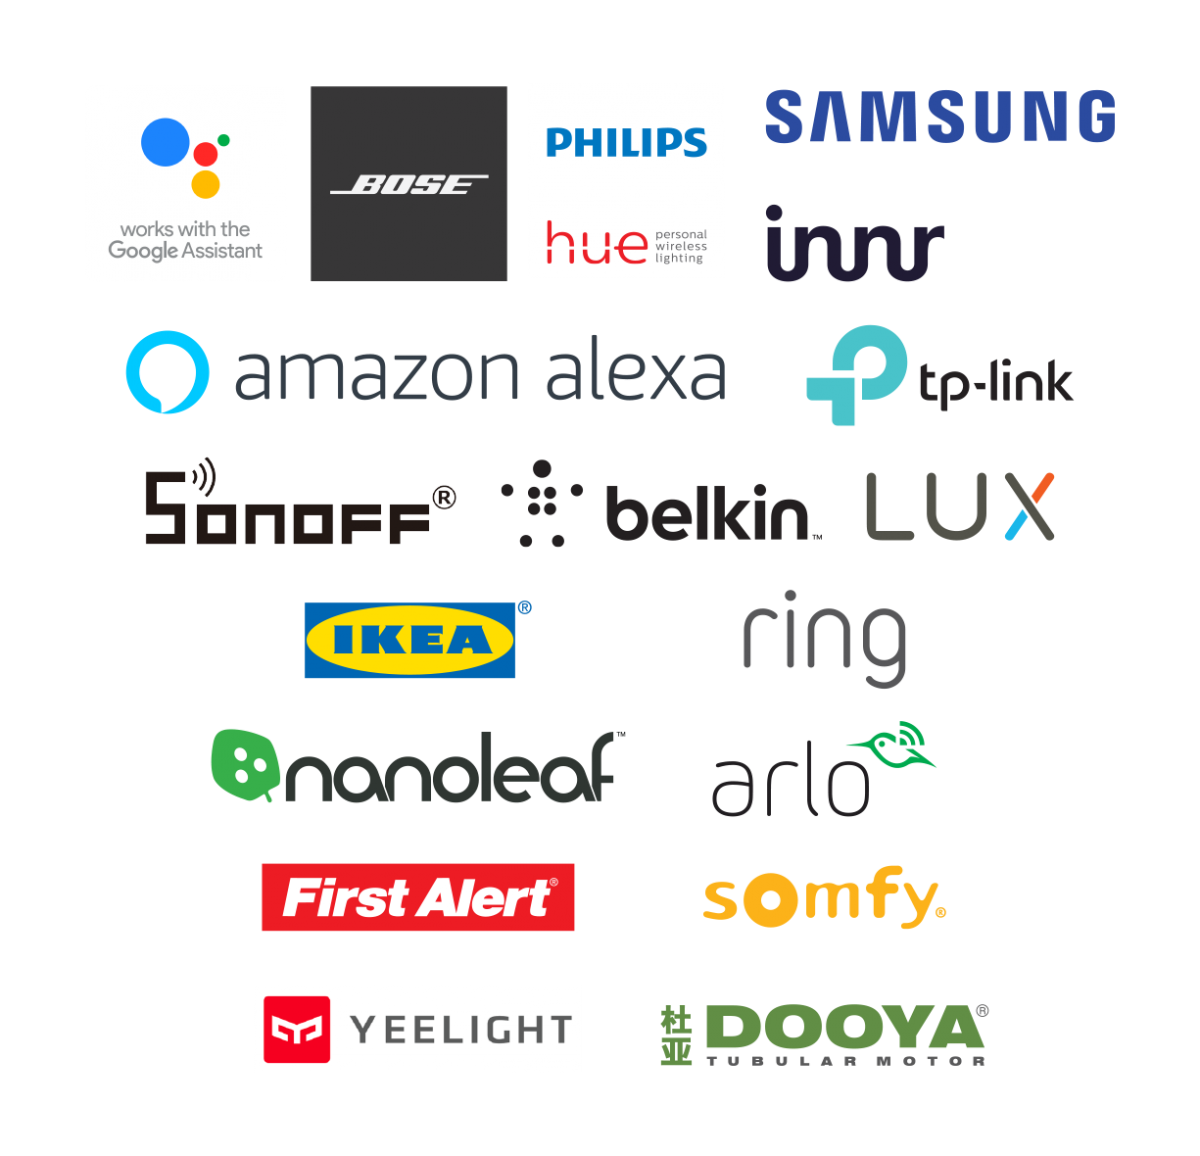 works with the
Google Assistant
BOSE
PHILIPS
hue personal
wireless
lighting
SAMSUNG
innr
amazon alexa
tp-link
SONOFF®
belkin™
LUX
IKEA®
ring
nanoleaf™
arlo
First Alert®
somfy®
YEELIGHT
杜亚
DOOYA®
TUBULAR MOTOR